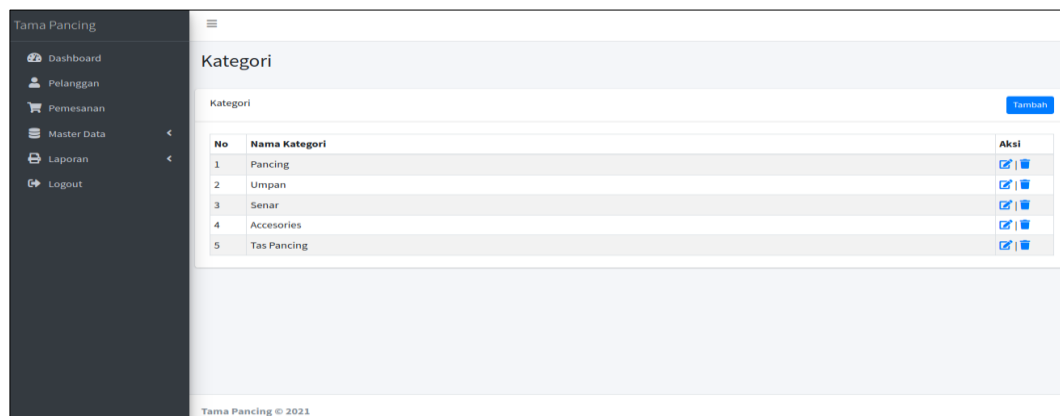 Tama Pancing
Dashboard
Pelanggan
Pemesanan
Master Data
Laporan
Logout
Kategori
Kategori Tambah
No Nama Kategori Aksi
1 Pancing |
2 Umpan |
3 Senar |
4 Accesories |
5 Tas Pancing |
Tama Pancing © 2021